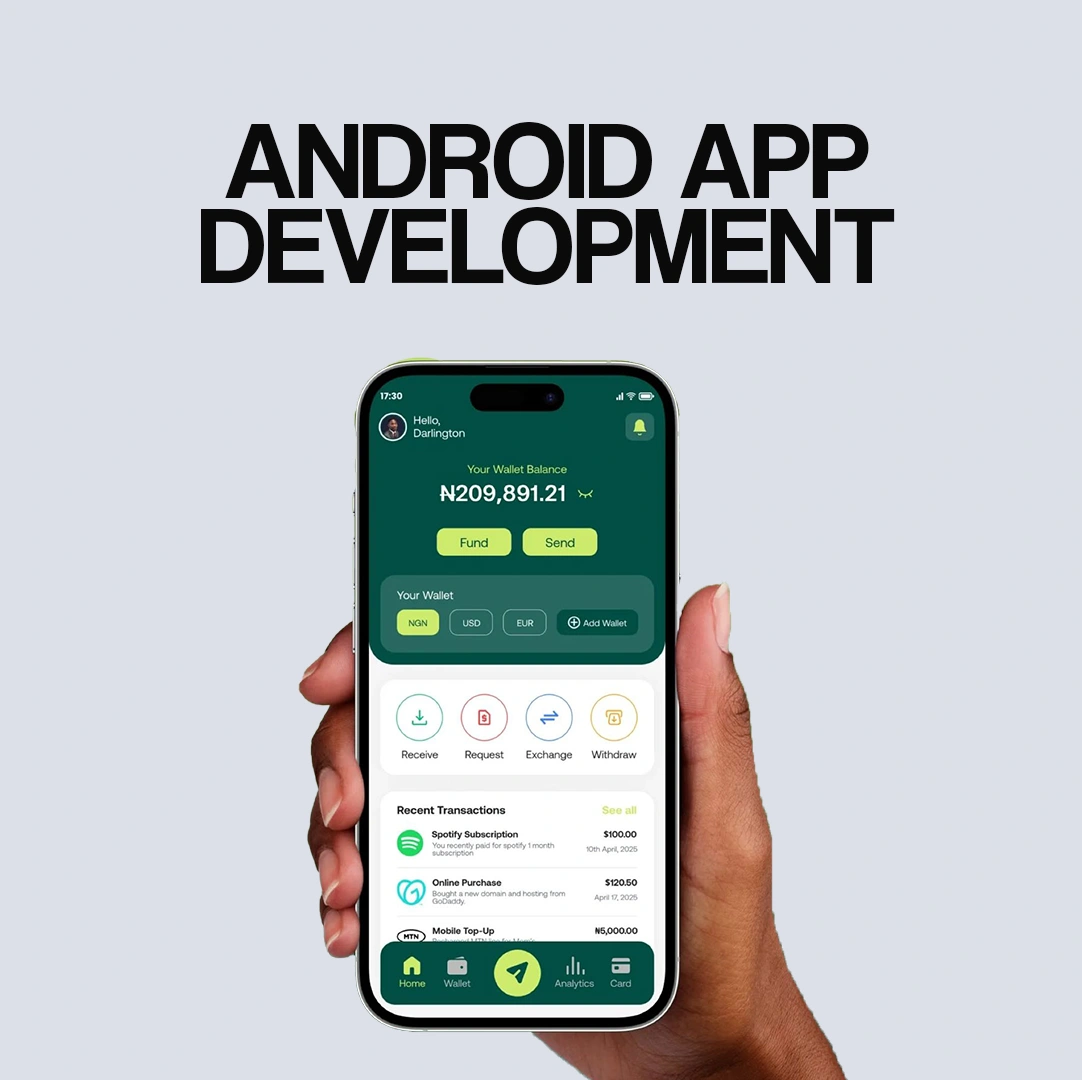 ANDROID APP
DEVELOPMENT
17:30
Hello,
Darlington
Your Wallet Balance
₦209,891.21
Fund Send
Your Wallet
NGN USD EUR Add Wallet
Receive Request Exchange Withdraw
Recent Transactions See all
Spotify Subscription $100.00
You recently paid for spotify 1 month 10th April, 2025
subscription
Online Purchase $120.50
Bought a new domain and hosting from April 17, 2025
GoDaddy.
MTN Mobile Top-Up ₦5,000.00
Home Wallet Analytics Card